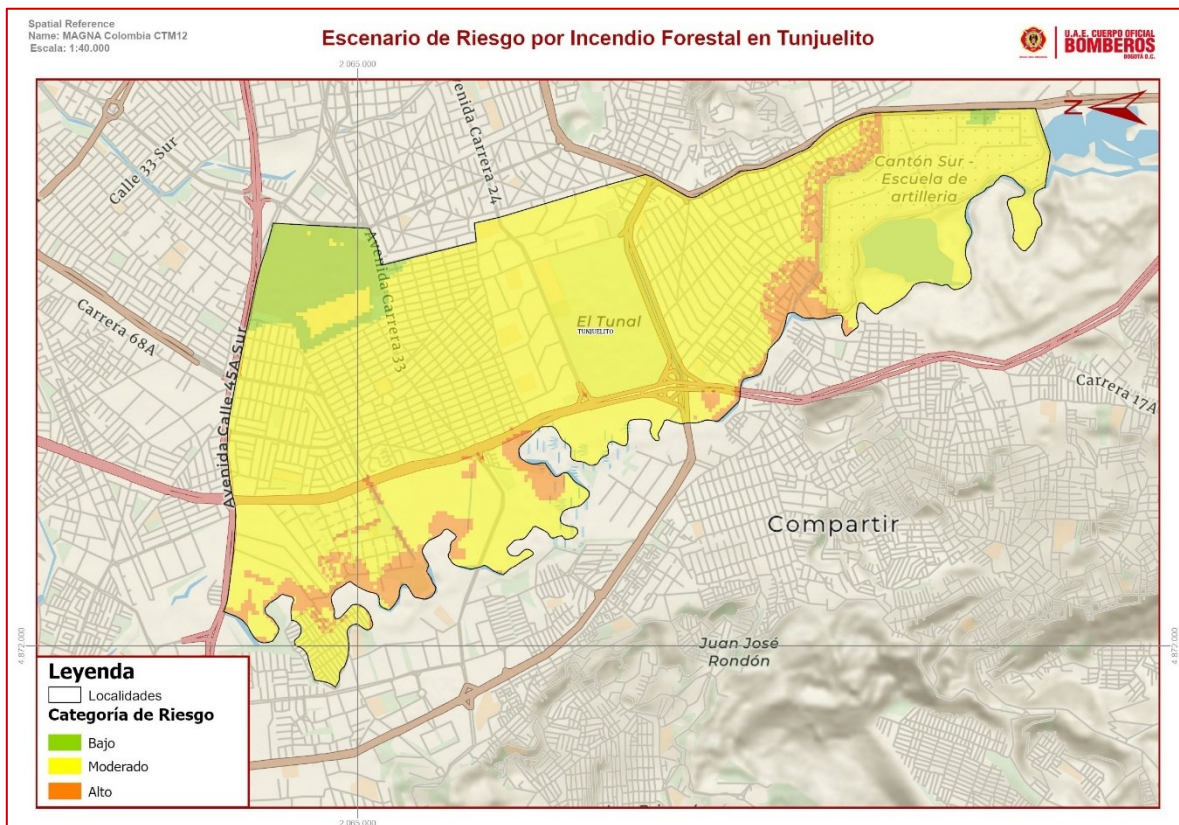 Spatial Reference
Name: MAGNA Colombia CTM12
Escala: 1:40.000
Escenario de Riesgo por Incendio Forestal en Tunjuelito
U.A.E. CUERPO OFICIAL
BOMBEROS
BOGOTÁ D.C.
2.065.000
Z
Calle 33 Sur
Avenida Carrera 24
Cantón Sur -
Escuela de
artilleria
Carrera 68A
Avenida Calle 45A Sur
Avenida Carrera 33
El Tunal
TUNJUELITO
Carrera 17A
Compartir
Juan José
Rondón
4.872.000
4.872.000
Leyenda
Localidades
Categoría de Riesgo
Bajo
Moderado
Alto
2.065.000